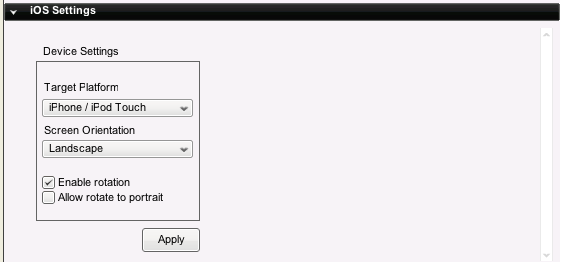 iOS Settings
Device Settings
Target Platform
iPhone / iPod Touch
Screen Orientation
Landscape
Enable rotation
Allow rotate to portrait
Apply